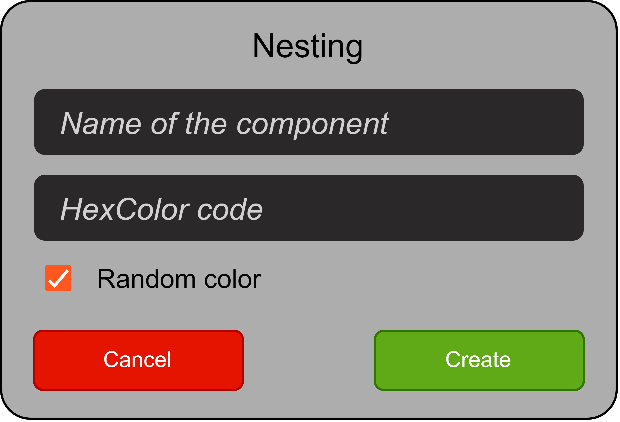 Nesting
Name of the component
HexColor code
Random color
Cancel
Create